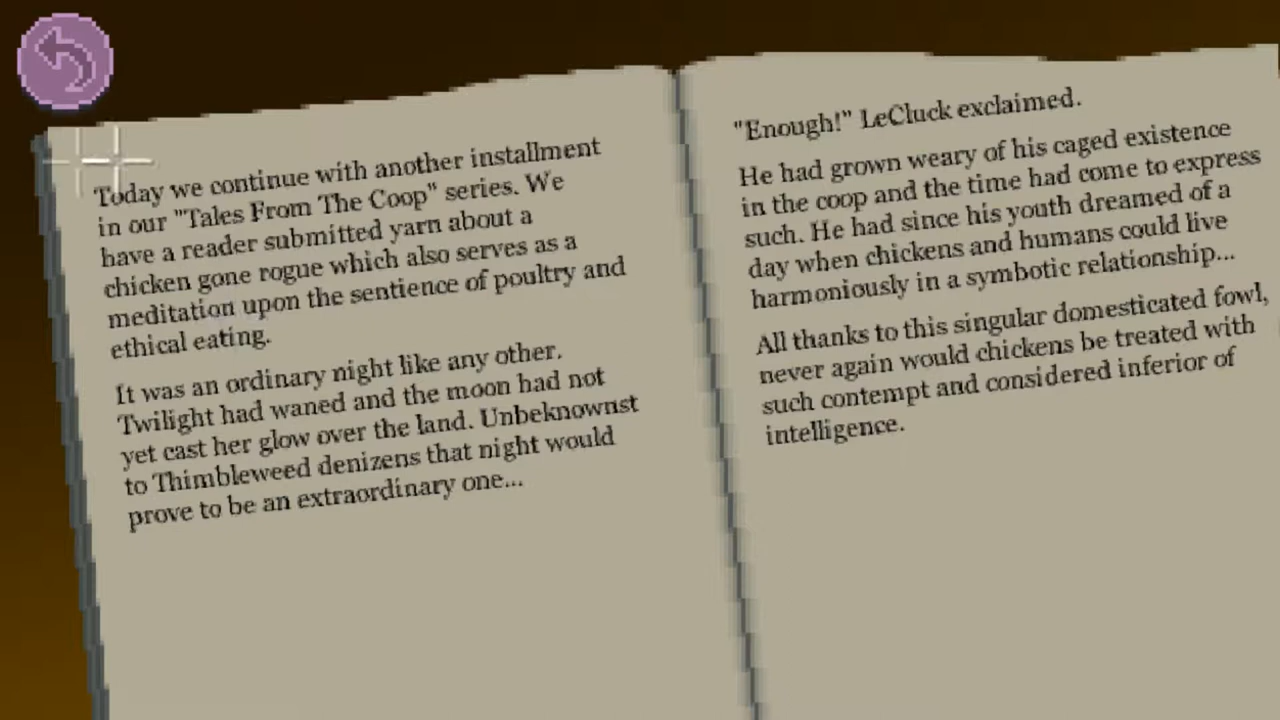 Today we continue with another installment
in our "Tales From The Coop" series. We
have a reader submitted yarn about a
chicken gone rogue which also serves as a
meditation upon the sentience of poultry and
ethical eating.
It was an ordinary night like any other.
Twilight had waned and the moon had not
yet cast her glow over the land. Unbeknownst
to Thimbleweed denizens that night would
prove to be an extraordinary one...
"Enough!" LeCluck exclaimed.
He had grown weary of his caged existence
in the coop and the time had come to express
such. He had since his youth dreamed of a
day when chickens and humans could live
harmoniously in a symbotic relationship...
All thanks to this singular domesticated fowl,
never again would chickens be treated with
such contempt and considered inferior of
intelligence.